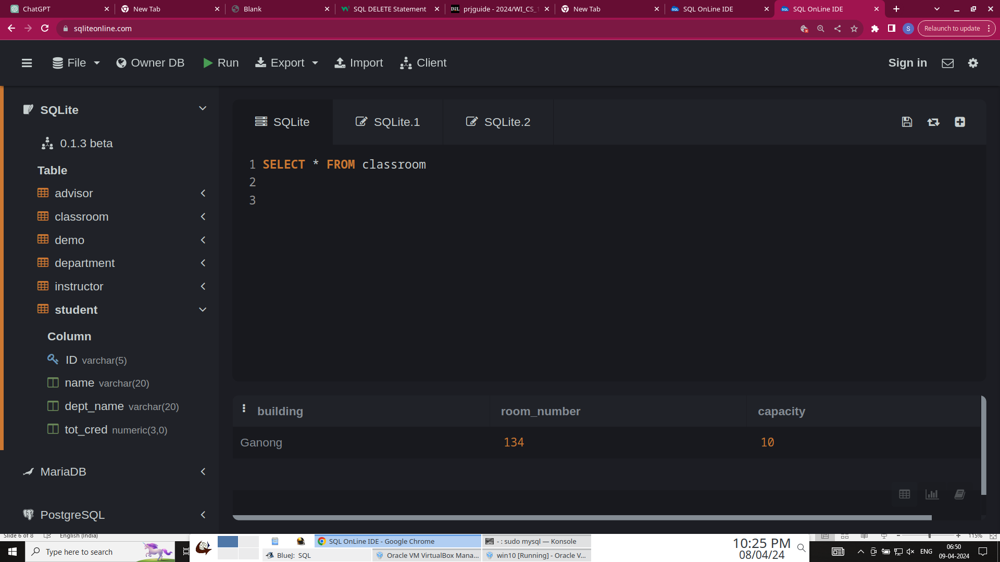 ChatGPT
New Tab
Blank
SQL DELETE Statement
prjguide - 2024/WI_CS_
New Tab
SQL OnLine IDE
SQL OnLine IDE
sqliteonline.com
S
Relaunch to update
File
Owner DB
Run
Export
Import
Client
Sign in
SQLite
0.1.3 beta
Table
advisor
classroom
demo
department
instructor
student
Column
ID varchar(5)
name varchar(20)
dept_name varchar(20)
tot_cred numeric(3,0)
MariaDB
PostgreSQL
SQLite
SQLite.1
SQLite.2
1 SELECT * FROM classroom
2
3
building room_number capacity
Ganong 134 10
Slide 6 of 8
English (India)
115%
Type here to search
SQL OnLine IDE - Google Chrome
- : sudo mysql — Konsole
BlueJ: SQL
Oracle VM VirtualBox Mana...
win10 [Running] - Oracle V...
10:25 PM
08/04/24
ENG
06:50
09-04-2024